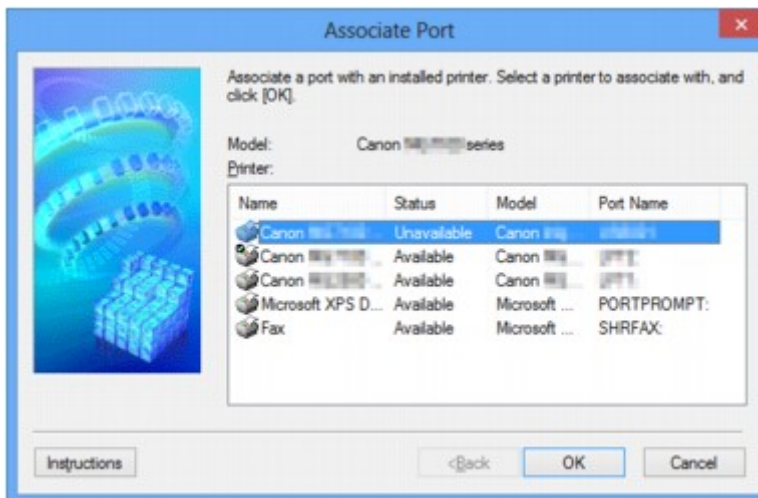 Associate Port
Associate a port with an installed printer. Select a printer to associate with, and
click [OK].
Model: Canon series
Printer:
Name Status Model Port Name
Canon ... Unavailable Canon
Canon ... Available Canon ...
Canon ... Available Canon ...
Microsoft XPS D... Available Microsoft ... PORTPROMPT:
Fax Available Microsoft ... SHRFAX:
Instructions <Back OK Cancel